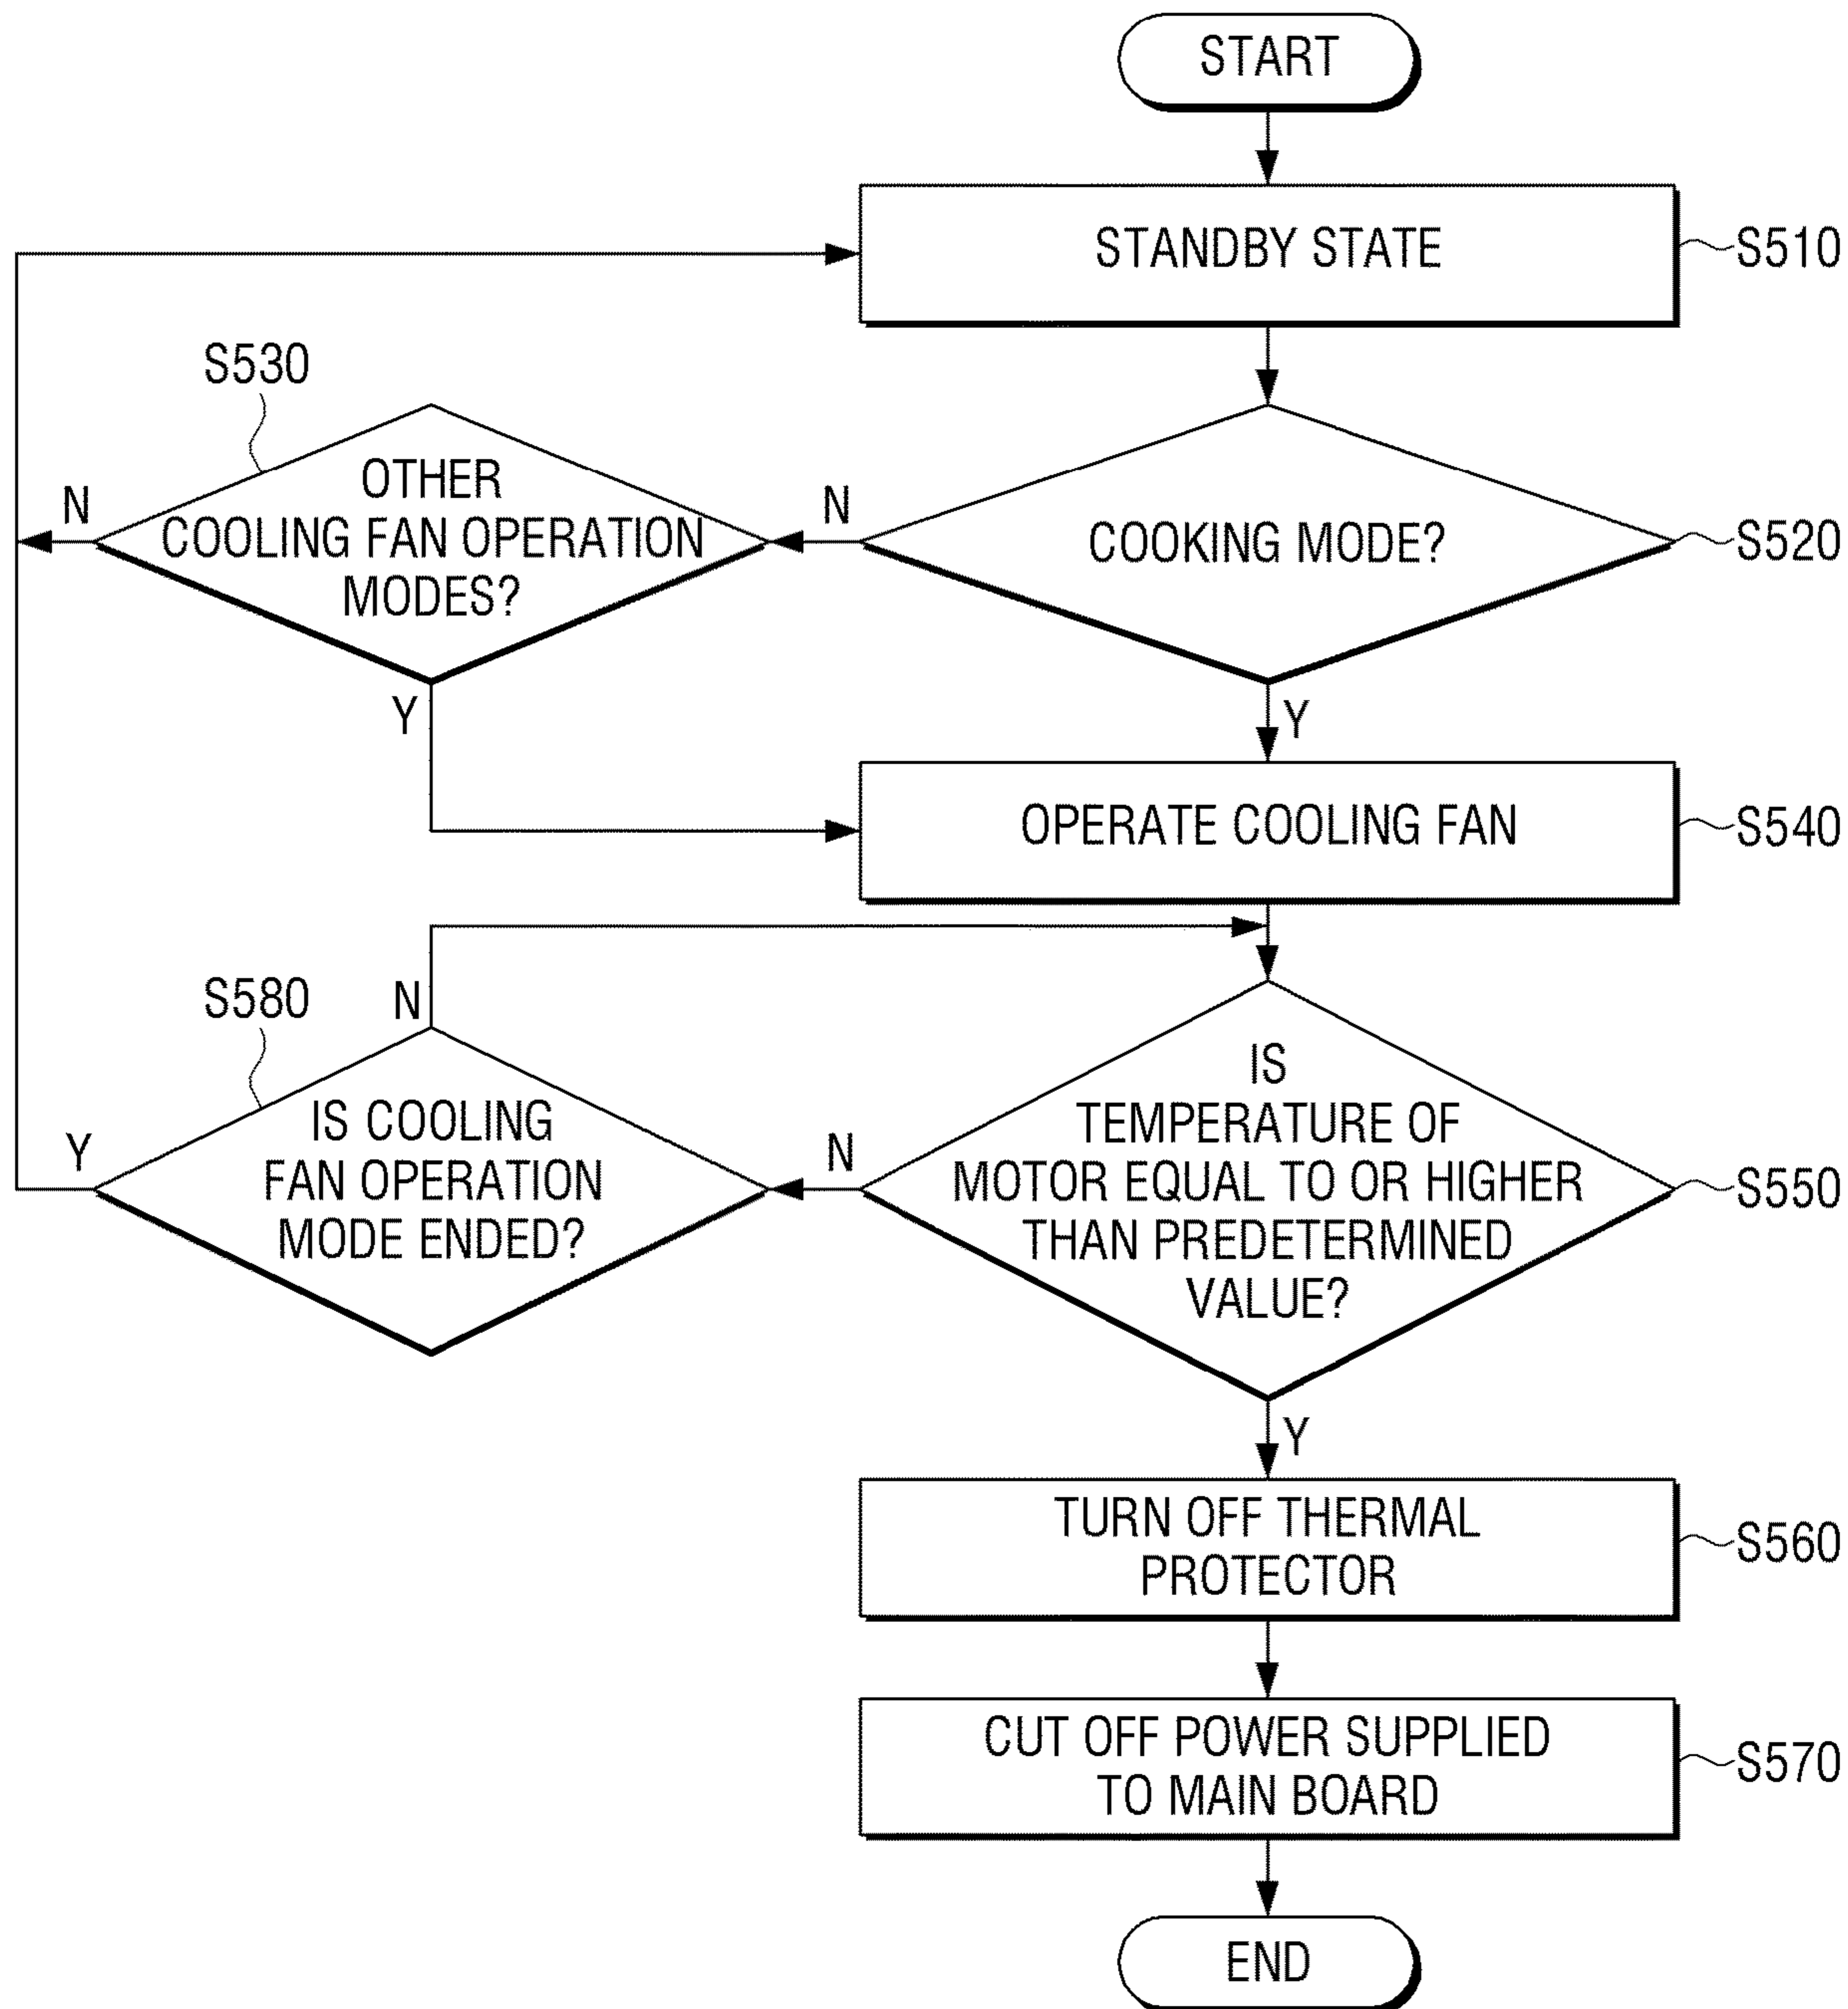 START
STANDBY STATE
S510
S530
OTHER
COOLING FAN OPERATION
MODES?
N
N
COOKING MODE?
S520
Y
Y
OPERATE COOLING FAN
S540
S580
N
IS COOLING
FAN OPERATION
MODE ENDED?
Y
N
IS
TEMPERATURE OF
MOTOR EQUAL TO OR HIGHER
THAN PREDETERMINED
VALUE?
S550
Y
TURN OFF THERMAL
PROTECTOR
S560
CUT OFF POWER SUPPLIED
TO MAIN BOARD
S570
END